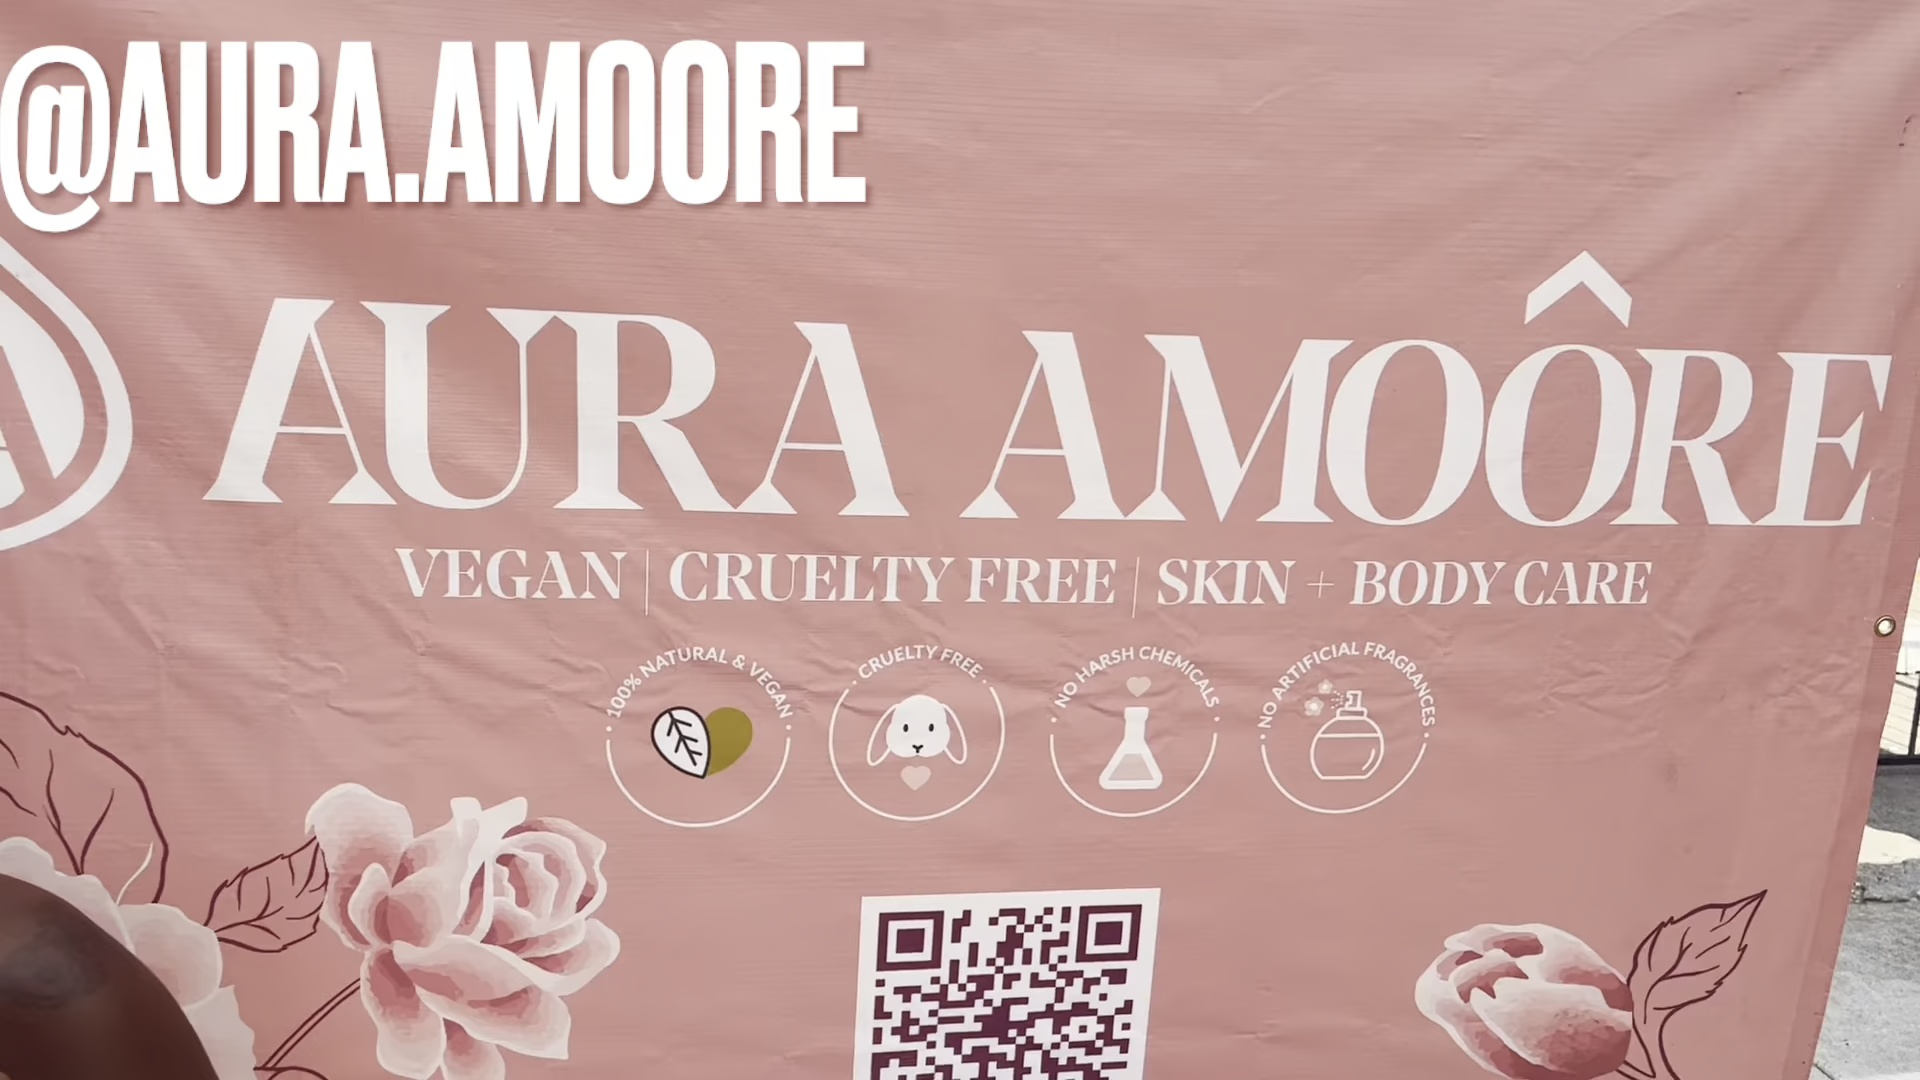 @AURA.AMOORE
A
AURA AMOÔRE
VEGAN | CRUELTY FREE | SKIN + BODY CARE
100% NATURAL & VEGAN
CRUELTY FREE
NO HARSH CHEMICALS
NO ARTIFICIAL FRAGRANCES